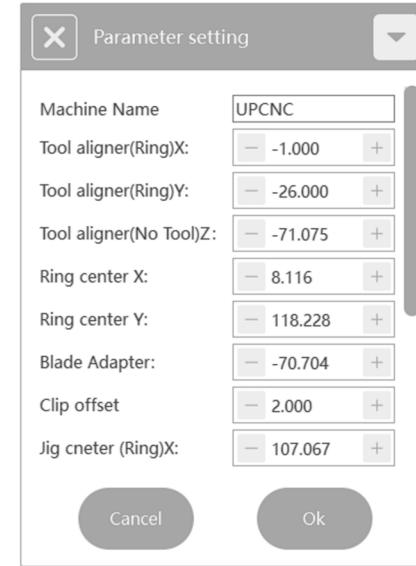 Parameter setting
Machine Name UPCNC
Tool aligner(Ring)X: — -1.000 +
Tool aligner(Ring)Y: — -26.000 +
Tool aligner(No Tool)Z: — -71.075 +
Ring center X: — 8.116 +
Ring center Y: — 118.228 +
Blade Adapter: — -70.704 +
Clip offset — 2.000 +
Jig cneter (Ring)X: — 107.067 +
Cancel Ok